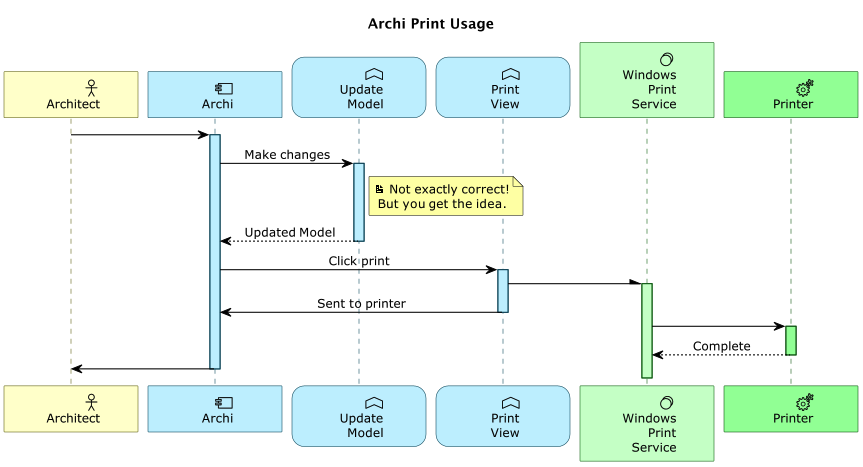 Archi Print Usage
Architect
Archi
Update
Model
Print
View
Windows
Print
Service
Printer
Make changes
Not exactly correct!
But you get the idea.
Updated Model
Click print
Sent to printer
Complete
Architect
Archi
Update
Model
Print
View
Windows
Print
Service
Printer